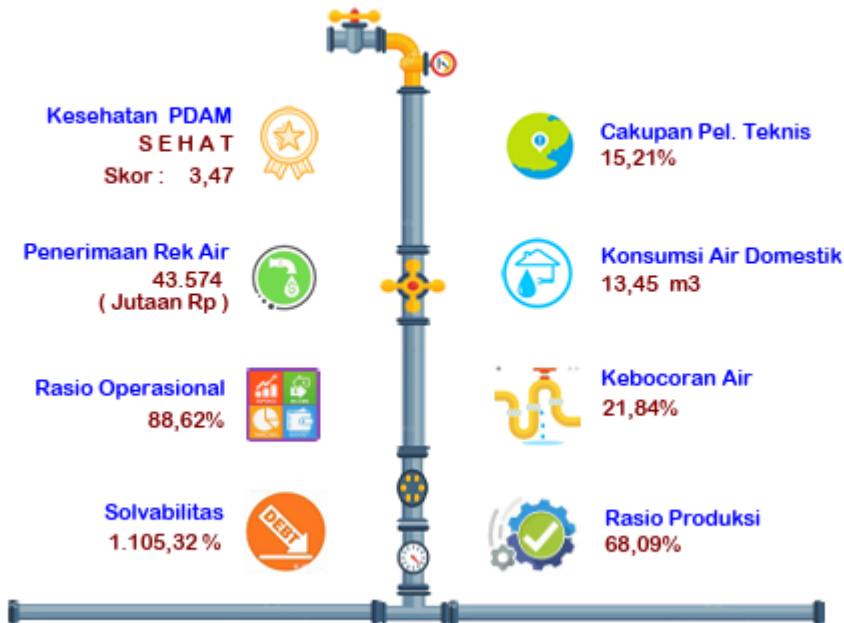 Kesehatan PDAM
S E H A T
Skor : 3,47
Penerimaan Rek Air
43.574
( Jutaan Rp )
Rasio Operasional
88,62%
Solvabilitas
1.105,32 %
DEBT
Cakupan Pel. Teknis
15,21%
Konsumsi Air Domestik
13,45 m3
Kebocoran Air
21,84%
Rasio Produksi
68,09%